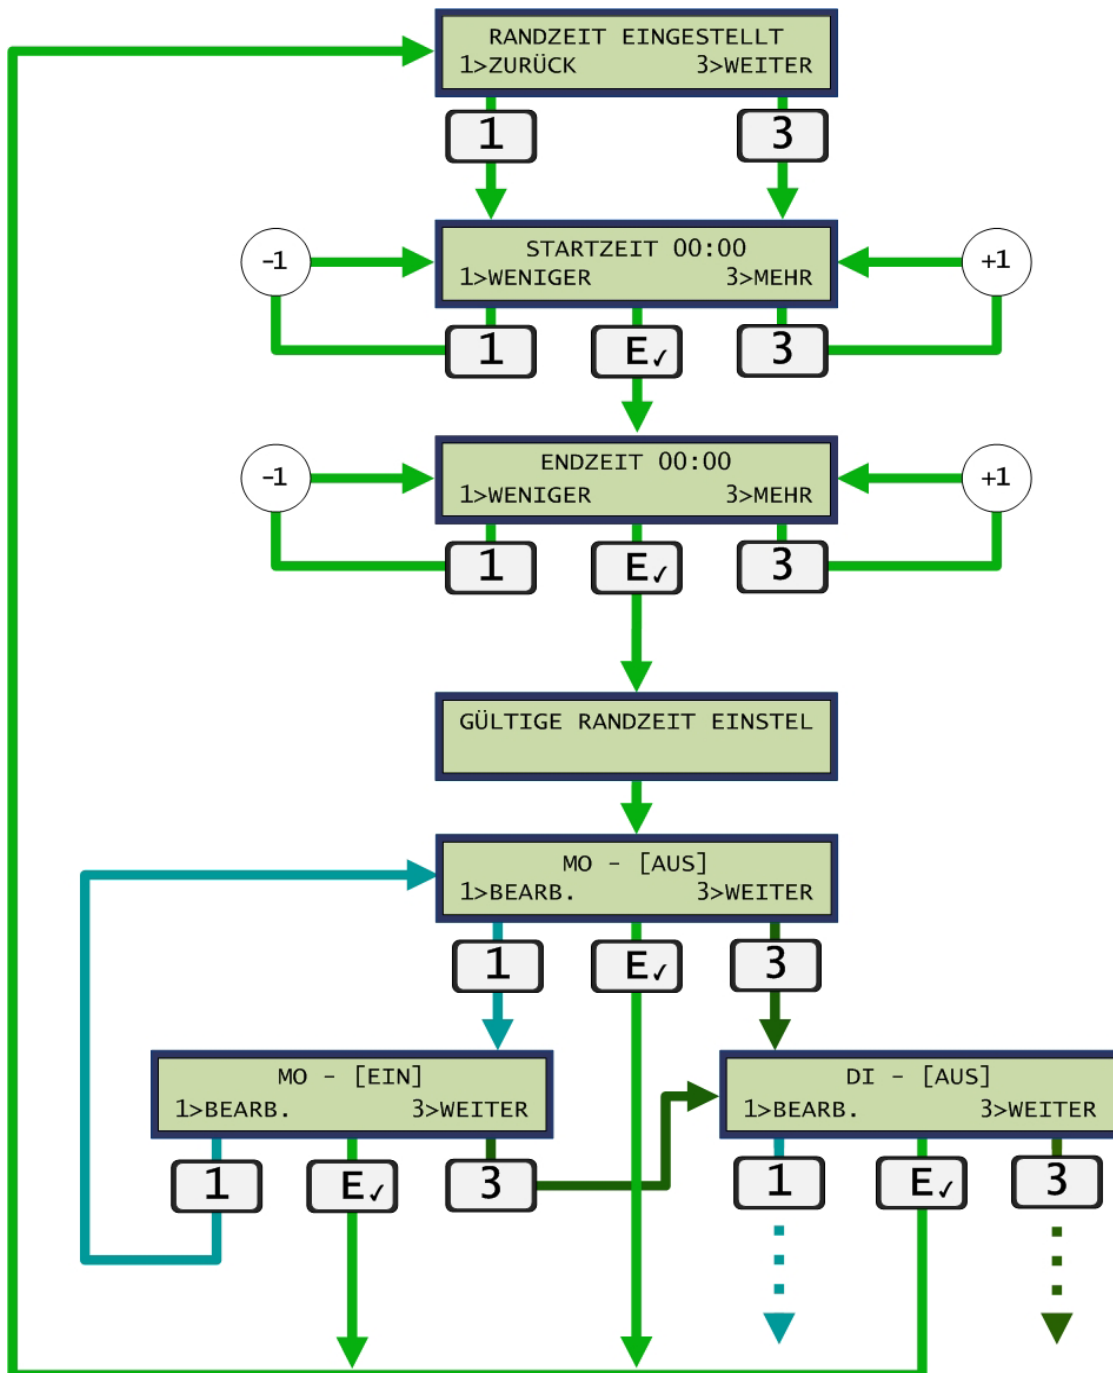 RANDZEIT EINGESTELLT
1>ZURÜCK 3>WEITER
1 3
STARTZEIT 00:00
-1 +1
1>WENIGER 3>MEHR
1 E✓ 3
ENDZEIT 00:00
-1 +1
1>WENIGER 3>MEHR
1 E✓ 3
GÜLTIGE RANDZEIT EINSTEL
MO - [AUS]
1>BEARB. 3>WEITER
1 E✓ 3
MO - [EIN]
1>BEARB. 3>WEITER
1 E✓ 3
DI - [AUS]
1>BEARB. 3>WEITER
1 E✓ 3